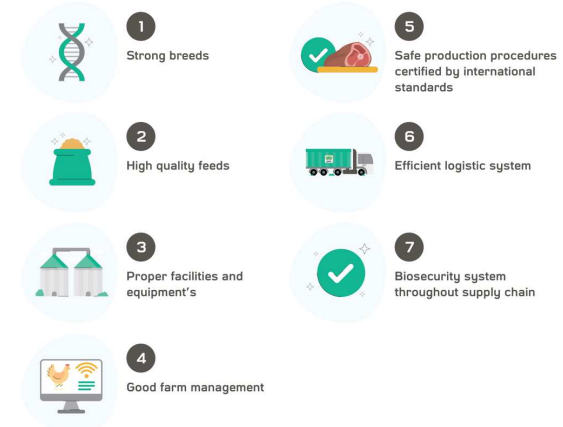 1
Strong breeds
2
High quality feeds
3
Proper facilities and
equipment's
4
Good farm management
5
Safe production procedures
certified by international
standards
6
Efficient logistic system
7
Biosecurity system
throughout supply chain